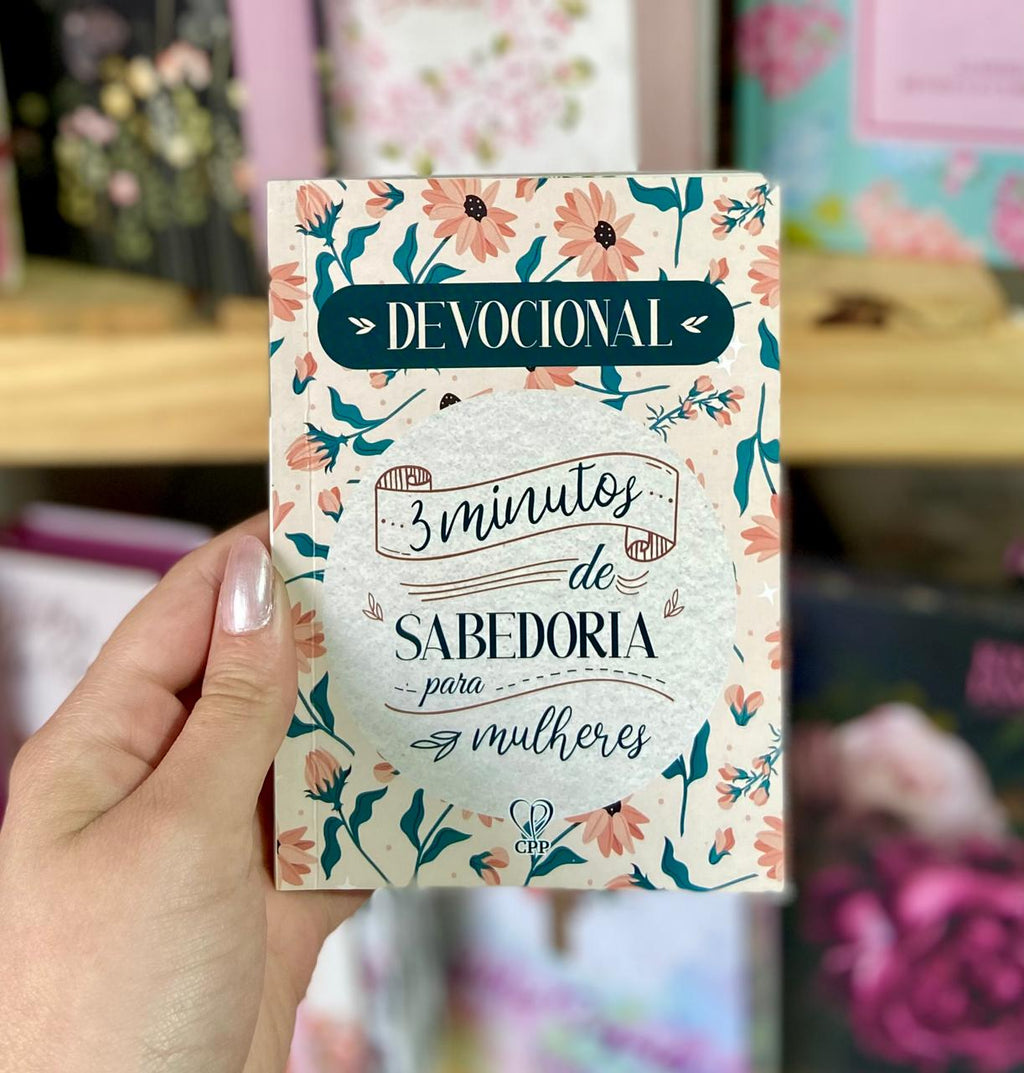 DEVOCIONAL
3 minutos
de
SABEDORIA
para
mulheres
CPP